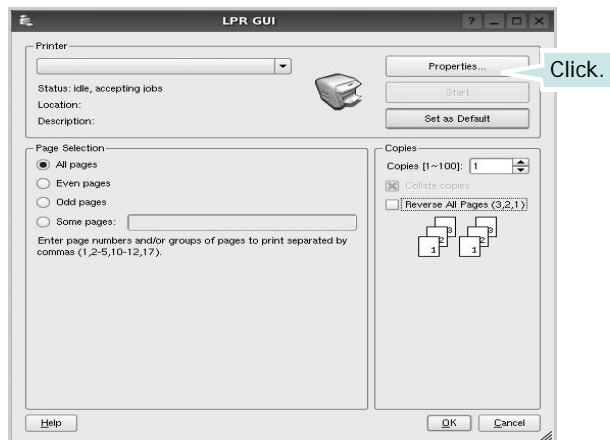 LPR GUI
Printer
Properties...
Click.
Status: idle, accepting jobs
Start
Location:
Description:
Set as Default
Page Selection
Copies
All pages
Copies [1~100]: 1
Even pages
Collate copies
Odd pages
Reverse All Pages (3,2,1)
Some pages:
Enter page numbers and/or groups of pages to print separated by
commas (1,2-5,10-12,17).
3 3
2 2
1 1
Help
OK
Cancel